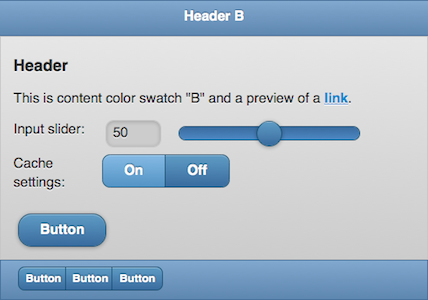 Header B
Header
This is content color swatch "B" and a preview of a link.
Input slider: 50
Cache settings: On Off
Button
Button Button Button